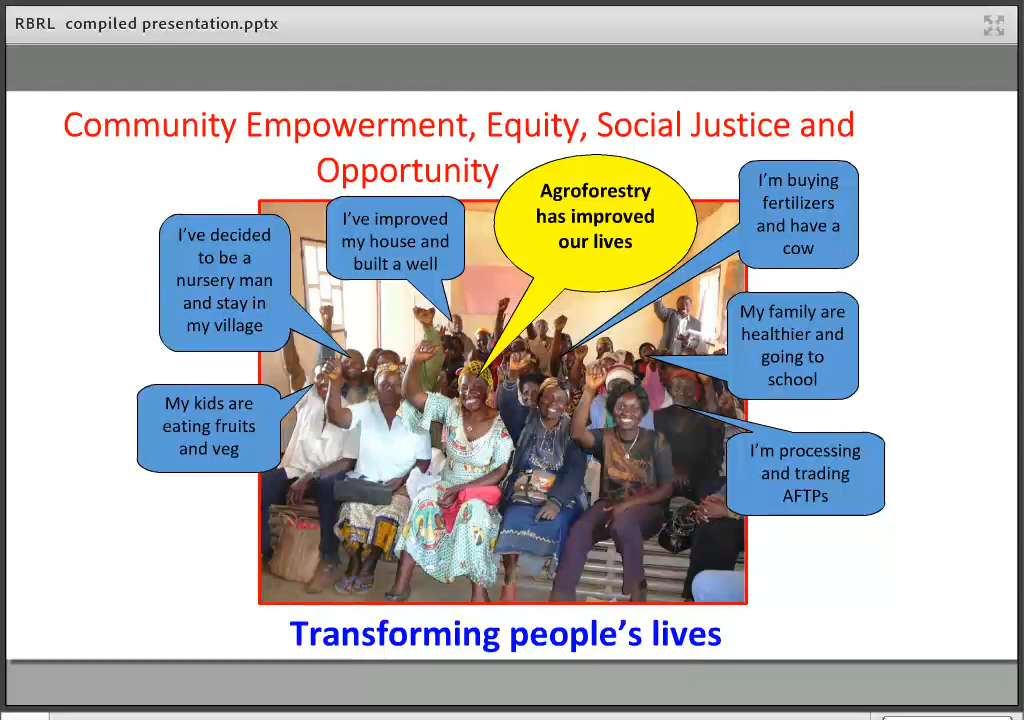 RBRL compiled presentation.pptx
Community Empowerment, Equity, Social Justice and
Opportunity
I've decided
to be a
nursery man
and stay in
my village
I've improved
my house and
built a well
Agroforestry
has improved
our lives
I'm buying
fertilizers
and have a
cow
My family are
healthier and
going to
school
My kids are
eating fruits
and veg
I'm processing
and trading
AFTPs
Transforming people's lives